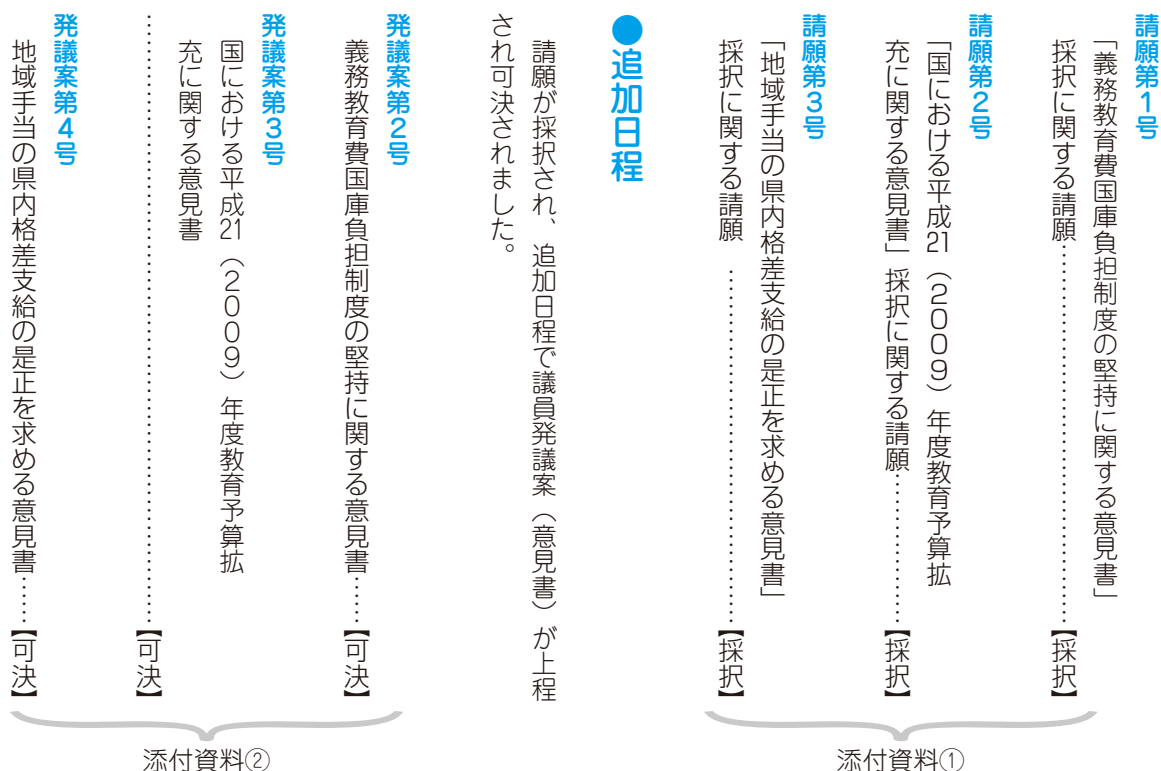 請願第1号
「義務教育費国庫負担制度の堅持に関する意見書」
採択に関する請願……………………………【採択】
請願第2号
「国における平成21（2009）年度教育予算拡
充に関する意見書」採択に関する請願…………【採択】
請願第3号
「地域手当の県内格差支給の是正を求める意見書」
採択に関する請願 …………………………【採択】
●追加日程
請願が採択され、追加日程で議員発議案（意見書）が上程
され可決されました。
発議案第2号
義務教育費国庫負担制度の堅持に関する意見書……【可決】
発議案第3号
国における平成21（2009）年度教育予算拡
充に関する意見書
………………………………………………【可決】
発議案第4号
地域手当の県内格差支給の是正を求める意見書……【可決】
添付資料①
添付資料②